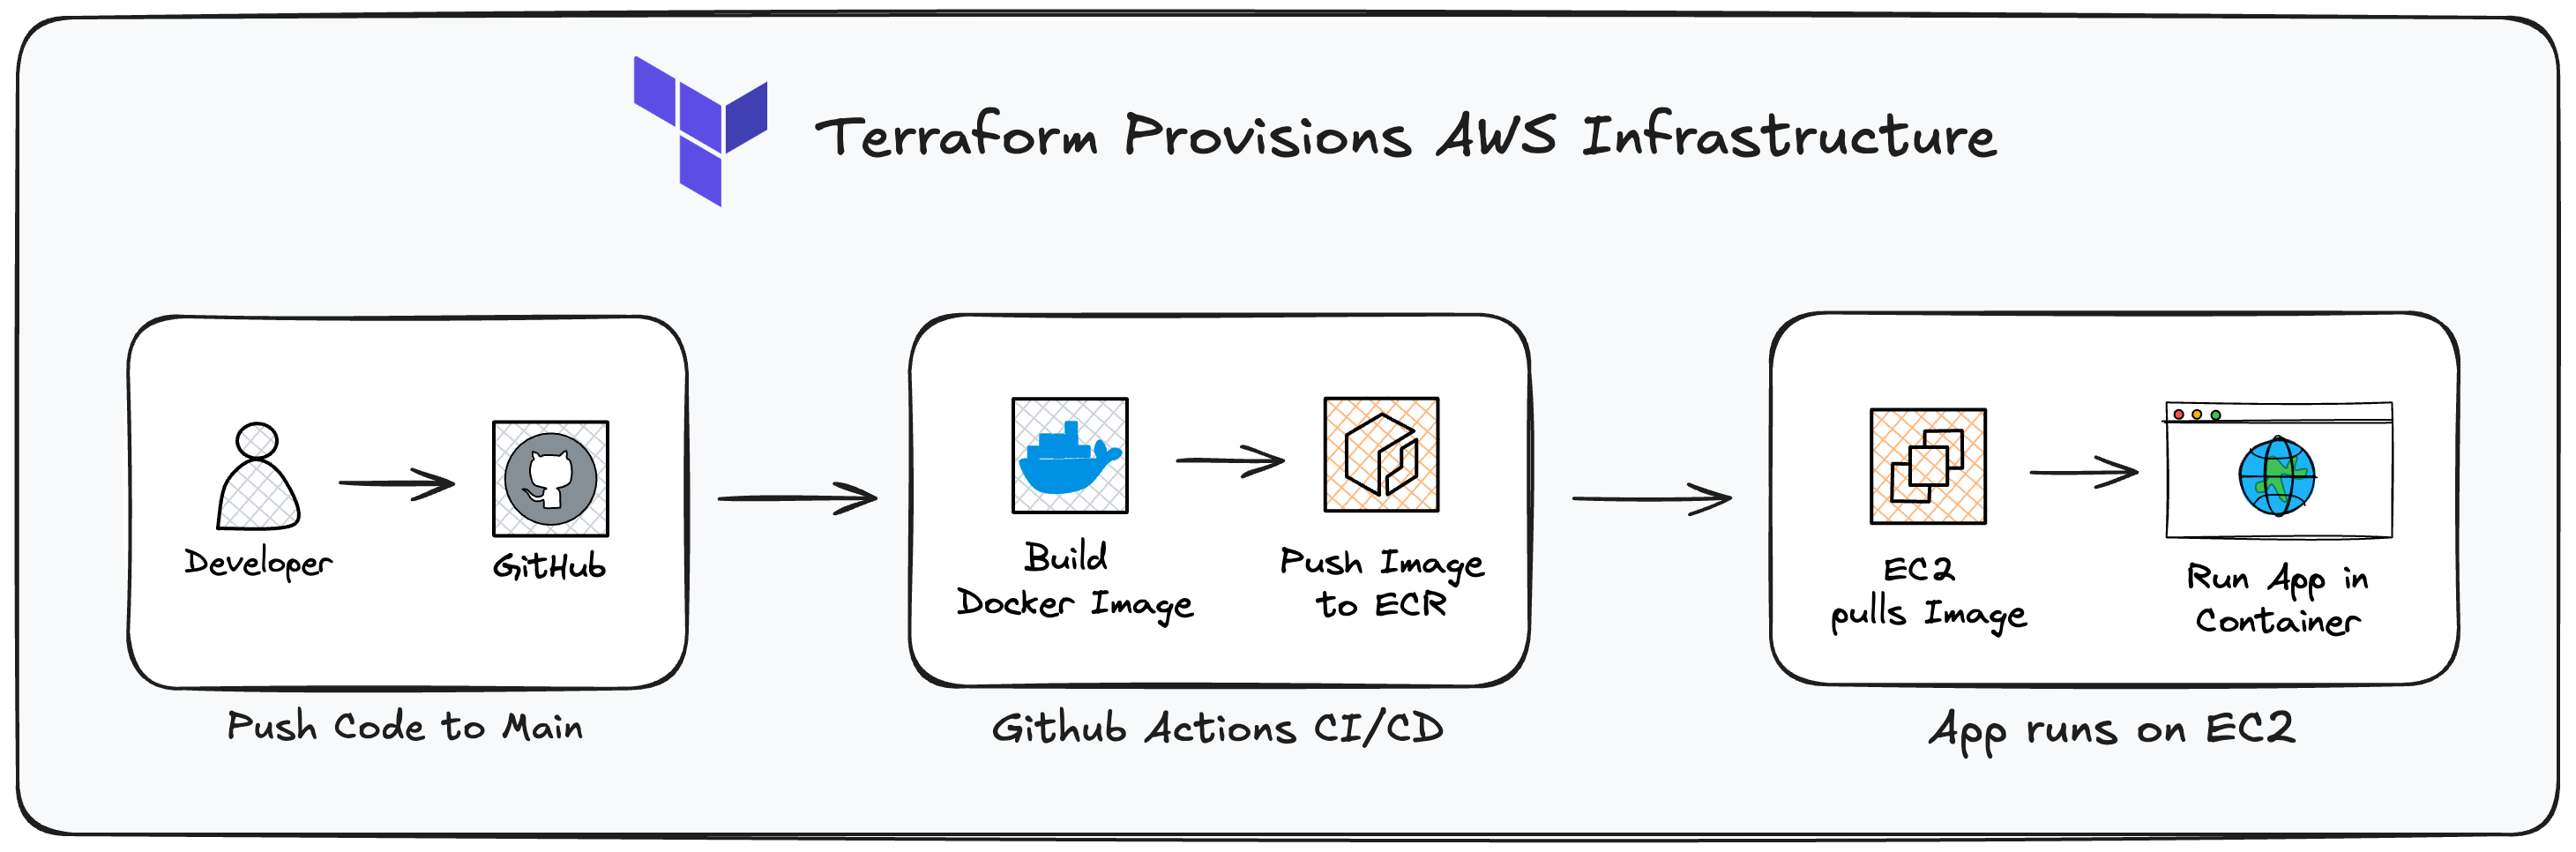 Terraform Provisions AWS Infrastructure
Developer
GitHub
Push Code to Main
Build
Docker Image
Push Image
to ECR
Github Actions CI/CD
EC2
pulls Image
Run App in
Container
App runs on EC2